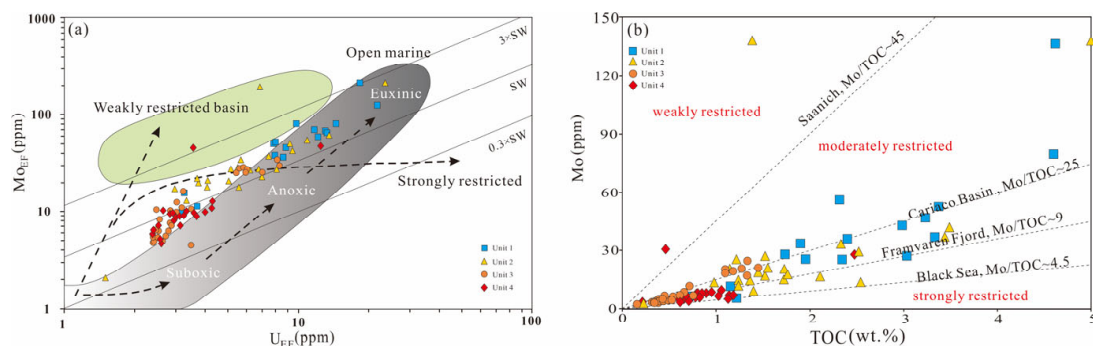 (a)
1000
100
10
1
Mo_EF (ppm)
3×SW
SW
0.3×SW
Open marine
Euxinic
Weakly restricted basin
Anoxic
Strongly restricted
Suboxic
Unit 1
Unit 2
Unit 3
Unit 4
1
10
100
U_EF(ppm)
(b)
150
120
90
60
30
0
Mo(ppm)
Unit 1
Unit 2
Unit 3
Unit 4
Saanich, Mo/TOC~45
weakly restricted
moderately restricted
Cariaco Basin, Mo/TOC~25
Framvaren Fjord, Mo/TOC~9
Black Sea, Mo/TOC~4.5
strongly restricted
0
1
2
3
4
5
TOC(wt.%)